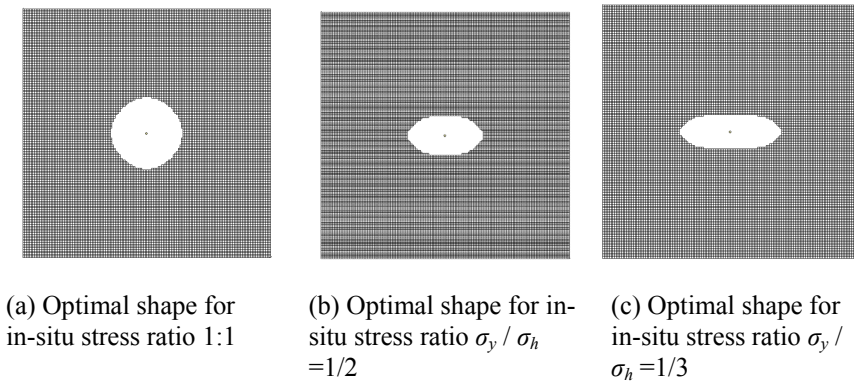 (a) Optimal shape for
in-situ stress ratio 1:1
(b) Optimal shape for in-
situ stress ratio σy / σh
=1/2
(c) Optimal shape for
in-situ stress ratio σy /
σh =1/3